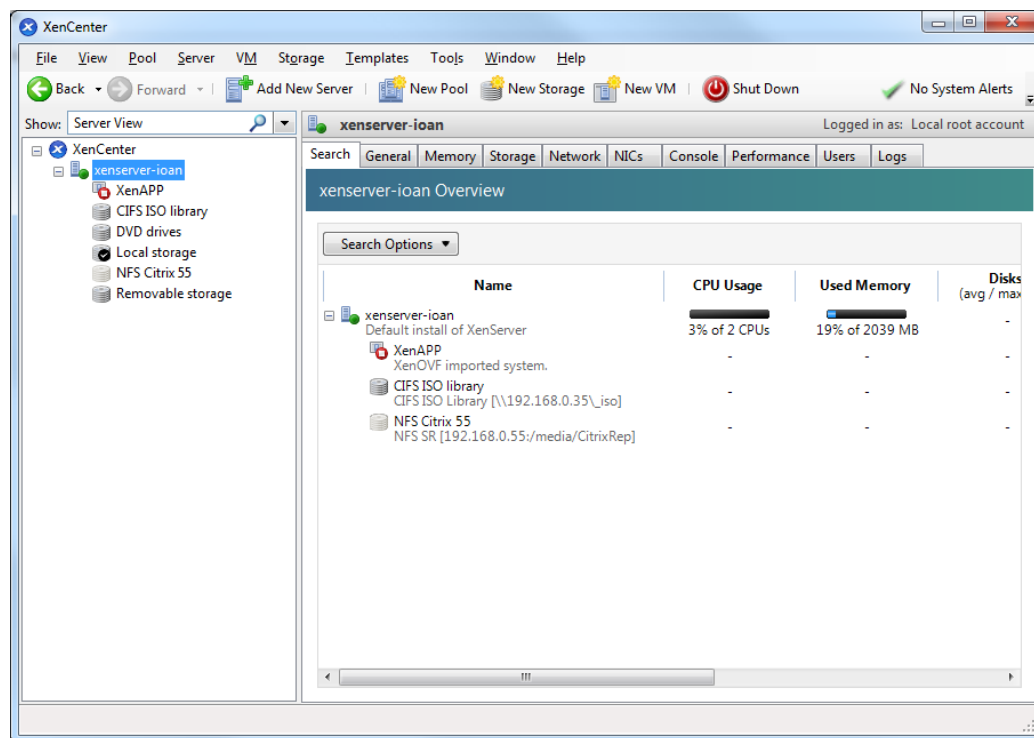 XenCenter
File View Pool Server VM Storage Templates Tools Window Help
Back Forward Add New Server New Pool New Storage New VM Shut Down No System Alerts
Show: Server View
xenserver-ioan Logged in as: Local root account
XenCenter
xenserver-ioan
XenAPP
CIFS ISO library
DVD drives
Local storage
NFS Citrix 55
Removable storage
Search General Memory Storage Network NICs Console Performance Users Logs
xenserver-ioan Overview
Search Options
Name CPU Usage Used Memory Disks
(avg / max
xenserver-ioan
Default install of XenServer 3% of 2 CPUs 19% of 2039 MB -
XenAPP - - -
XenOVF imported system.
CIFS ISO library - - -
CIFS ISO Library [\\192.168.0.35\_iso]
NFS Citrix 55 - - -
NFS SR [192.168.0.55:/media/CitrixRep]